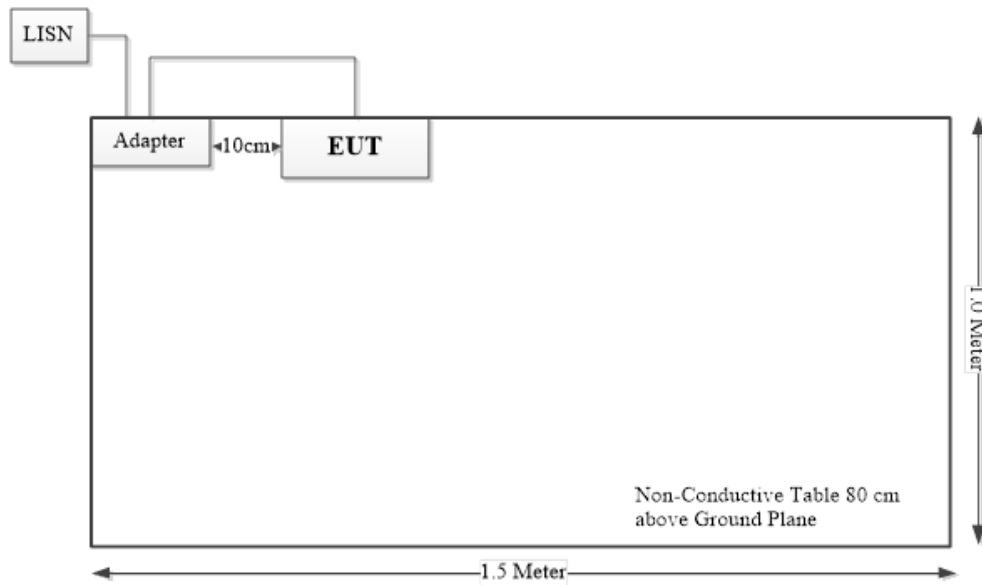 LISN
Adapter
10cm
EUT
1.0 Meter
Non-Conductive Table 80 cm
above Ground Plane
1.5 Meter